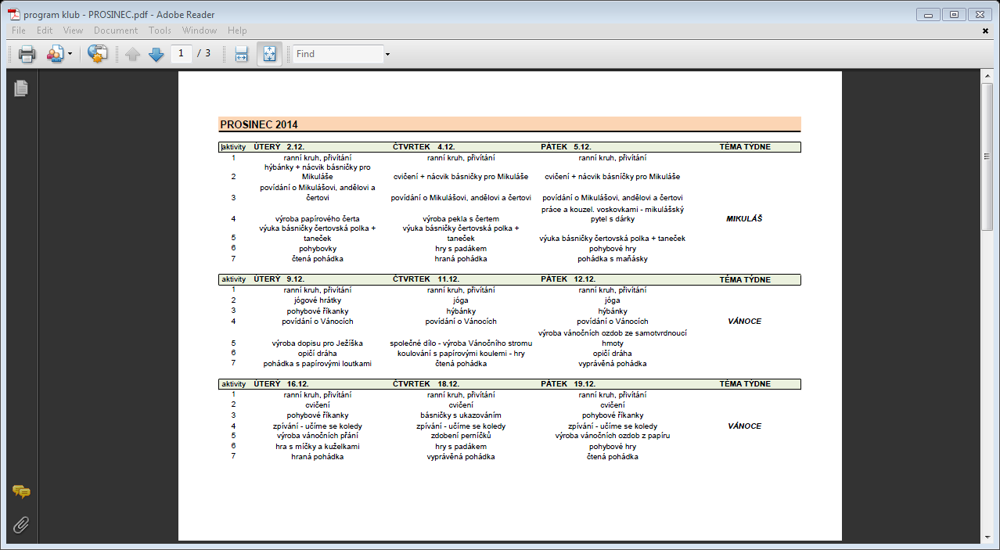 program klub - PROSINEC.pdf - Adobe Reader
File Edit View Document Tools Window Help
1 / 3 Find
PROSINEC 2014
aktivity ÚTERÝ 2.12. ČTVRTEK 4.12. PÁTEK 5.12. TÉMA TÝDNE
1 ranní kruh, přivítání ranní kruh, přivítání ranní kruh, přivítání
hýbánky + nácvik básničky pro
2 Mikuláše cvičení + nácvik básničky pro Mikuláše cvičení + nácvik básníčky pro Mikuláše
povídání o Mikulášovi, andělovi a
3 čertovi povídání o Mikulášovi, andělovi a čertovi povídání o Mikulášovi, andělovi a čertovi
práce a kouzel. voskovkami - mikulášský
4 výroba papírového čerta výroba pekla s čertem pytel s dárky MIKULÁŠ
výuka básničky čertovská polka + výuka básničky čertovská polka +
5 taneček taneček výuka básničky čertovská polka + taneček
6 pohybovky hry s padákem pohybové hry
7 čtená pohádka hraná pohádka pohádka s maňásky
aktivity ÚTERÝ 9.12. ČTVRTEK 11.12. PÁTEK 12.12. TÉMA TÝDNE
1 ranní kruh, přivítání ranní kruh, přivítání ranní kruh, přivítání
2 jógové hrátky jóga jóga
3 pohybové říkanky hýbánky hýbánky
4 povídání o Vánocích povídání o Vánocích povídání o Vánocích VÁNOCE
výroba vánočních ozdob ze samotvrdnoucí
5 výroba dopisu pro Ježíška společné dílo - výroba Vánočního stromu hmoty
6 opičí dráha koulování s papírovými koulemi - hry opičí dráha
7 pohádka s papírovými loutkami čtená pohádka vyprávěná pohádka
aktivity ÚTERÝ 16.12. ČTVRTEK 18.12. PÁTEK 19.12. TÉMA TÝDNE
1 ranní kruh, přivítání ranní kruh, přivítání ranní kruh, přivítání
2 cvičení cvičení cvičení
3 pohybové říkanky básničky s ukazováním pohybové říkanky
4 zpívání - učíme se koledy zpívání - učíme se koledy zpívání - učíme se koledy VÁNOCE
5 výroba vánočních přání zdobení perníčků výroba vánočních ozdob z papíru
6 hra s míčky a kuželkami hry s padákem pohybové hry
7 hraná pohádka vyprávěná pohádka čtená pohádka